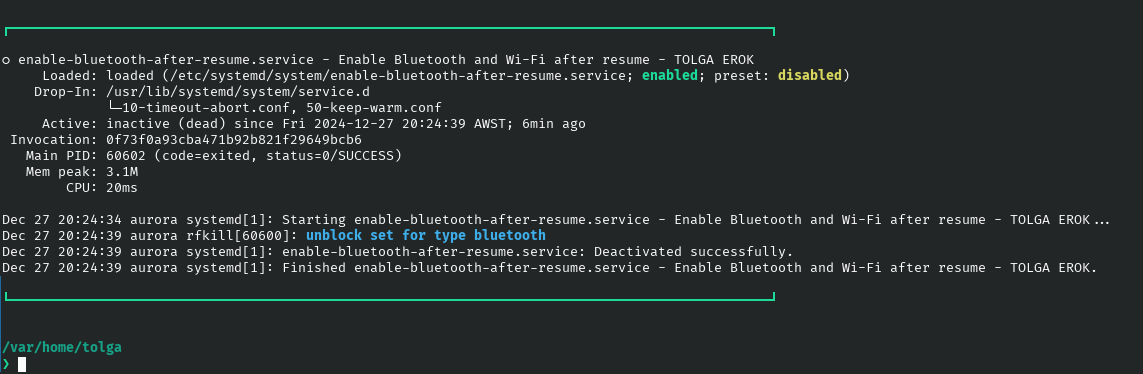 ○ enable-bluetooth-after-resume.service - Enable Bluetooth and Wi-Fi after resume - TOLGA EROK
Loaded: loaded (/etc/systemd/system/enable-bluetooth-after-resume.service; enabled; preset: disabled)
Drop-In: /usr/lib/systemd/system/service.d
└─10-timeout-abort.conf, 50-keep-warm.conf
Active: inactive (dead) since Fri 2024-12-27 20:24:39 AWST; 6min ago
Invocation: 0f73f0a93cba471b92b821f29649bcb6
Main PID: 60602 (code=exited, status=0/SUCCESS)
Mem peak: 3.1M
CPU: 20ms
Dec 27 20:24:34 aurora systemd[1]: Starting enable-bluetooth-after-resume.service - Enable Bluetooth and Wi-Fi after resume - TOLGA EROK...
Dec 27 20:24:39 aurora rfkill[60600]: unblock set for type bluetooth
Dec 27 20:24:39 aurora systemd[1]: enable-bluetooth-after-resume.service: Deactivated successfully.
Dec 27 20:24:39 aurora systemd[1]: Finished enable-bluetooth-after-resume.service - Enable Bluetooth and Wi-Fi after resume - TOLGA EROK.
/var/home/tolga
❯